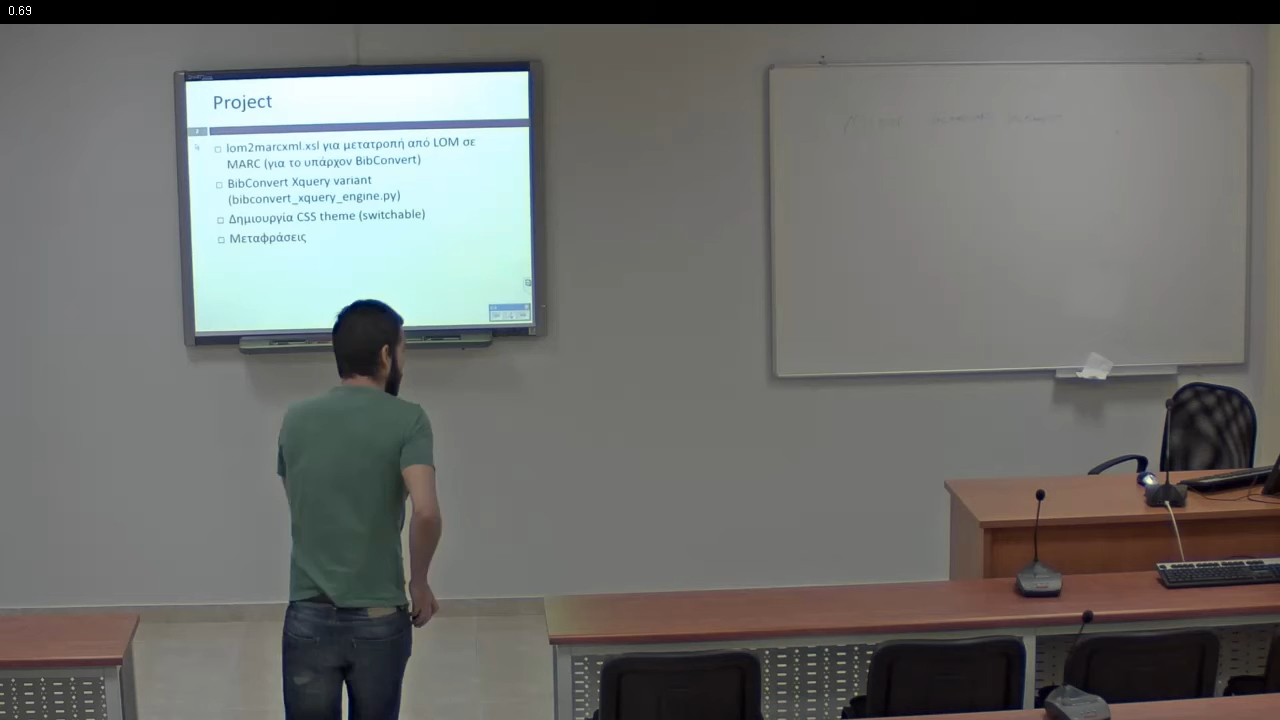 0.69
Project
lom2marcxml.xsl για μετατροπή από LOM σε
MARC (για το υπάρχον BibConvert)
BibConvert Xquery variant
(bibconvert_xquery_engine.py)
Δημιουργία CSS theme (switchable)
Μεταφράσεις